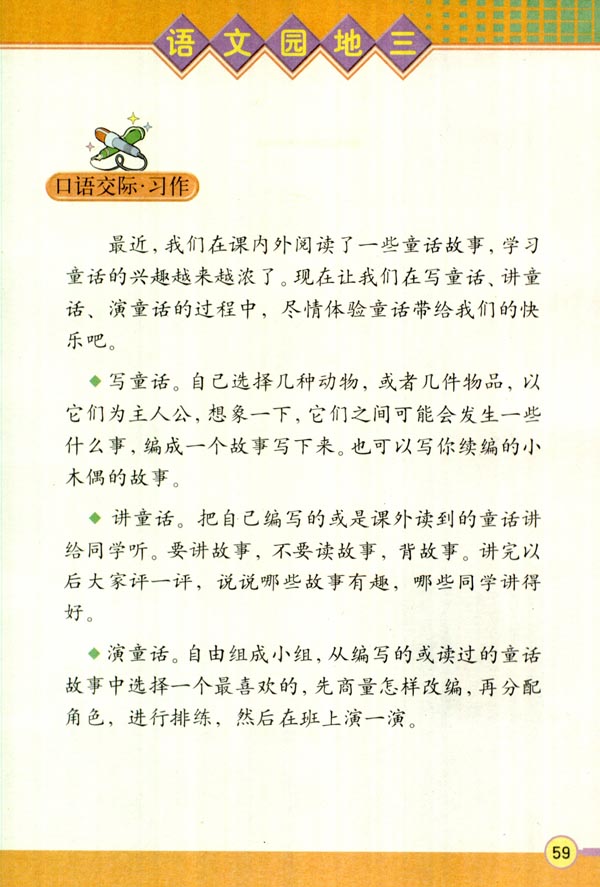 语文园地三
口语交际·习作
最近，我们在课内外阅读了一些童话故事，学习
童话的兴趣越来越浓了。现在让我们在写童话、讲童
话、演童话的过程中，尽情体验童话带给我们的快
乐吧。
◆写童话。自己选择几种动物，或者几件物品，以
它们为主人公，想象一下，它们之间可能会发生一些
什么事，编成一个故事写下来。也可以写你续编的小
木偶的故事。
◆讲童话。把自己编写的或是课外读到的童话讲
给同学听。要讲故事，不要读故事，背故事。讲完以
后大家评一评，说说哪些故事有趣，哪些同学讲得
好。
◆演童话。自由组成小组，从编写的或读过的童话
故事中选择一个最喜欢的，先商量怎样改编，再分配
角色，进行排练，然后在班上演一演。
59